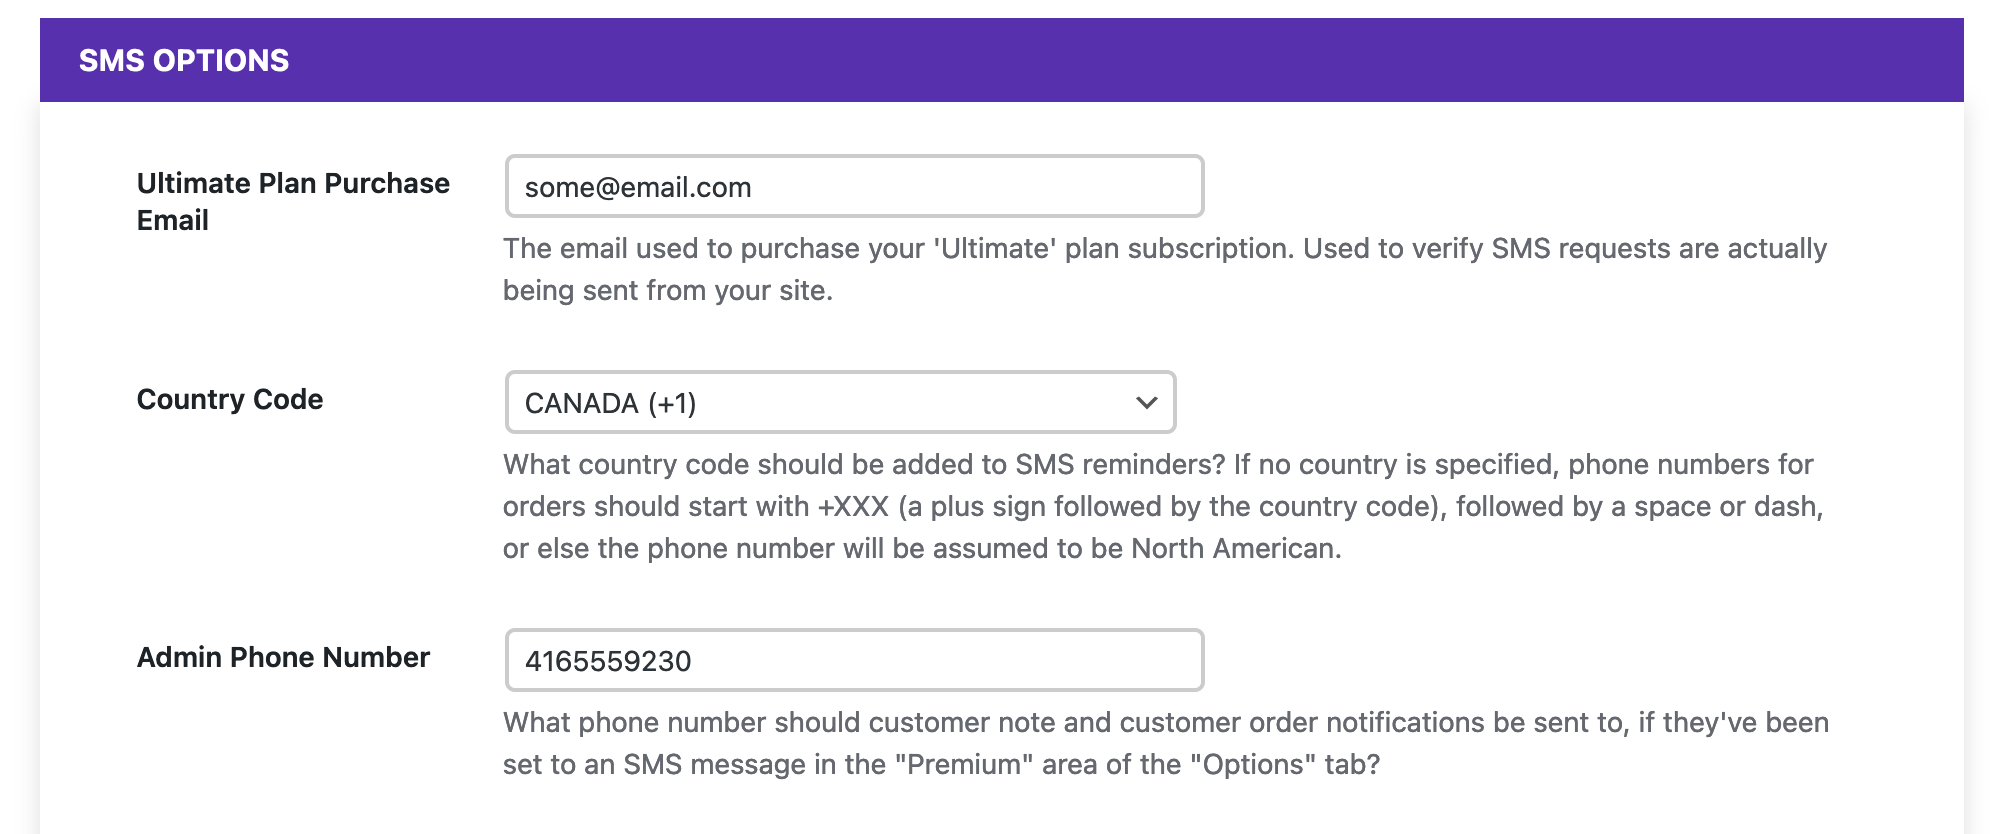 SMS OPTIONS
Ultimate Plan Purchase
Email
some@email.com
The email used to purchase your 'Ultimate' plan subscription. Used to verify SMS requests are actually
being sent from your site.
Country Code
CANADA (+1)
What country code should be added to SMS reminders? If no country is specified, phone numbers for
orders should start with +XXX (a plus sign followed by the country code), followed by a space or dash,
or else the phone number will be assumed to be North American.
Admin Phone Number
4165559230
What phone number should customer note and customer order notifications be sent to, if they've been
set to an SMS message in the "Premium" area of the "Options" tab?